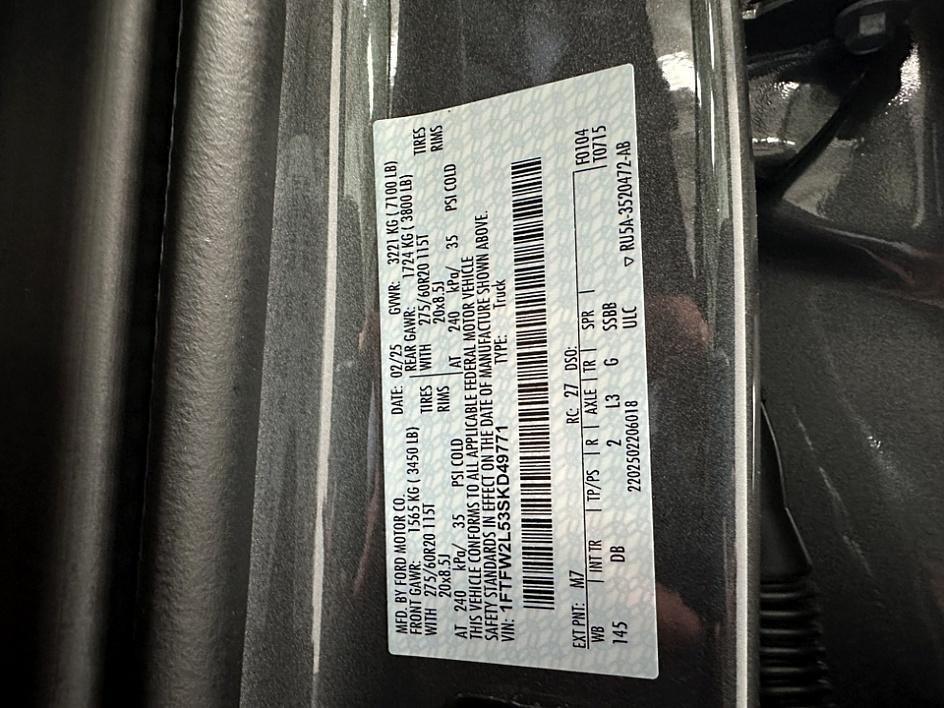 MFD. BY FORD MOTOR CO.
DATE: 02/25 GVWR: 3221 KG ( 7100 LB)
FRONT GAWR: 1565 KG ( 3450 LB)
REAR GAWR: 1724 KG ( 3800 LB)
WITH 275/60R20 115T TIRES
WITH 275/60R20 115T TIRES
20x8.5J RIMS
20x8.5J RIMS
AT 240 kPa/ 35 PSI COLD
AT 240 kPa/ 35 PSI COLD
THIS VEHICLE CONFORMS TO ALL APPLICABLE FEDERAL MOTOR VEHICLE
SAFETY STANDARDS IN EFFECT ON THE DATE OF MANUFACTURE SHOWN ABOVE.
VIN: 1FTFW2L53SKD49771 TYPE: Truck
EXT PNT: M7 RC: 27 DSO: F0104
WB INT TR TP/PS R AXLE TR SPR T0715
145 DB 2 L3 G SSBB
2202502206018 ULC ▽ RU5A-3520472-AB